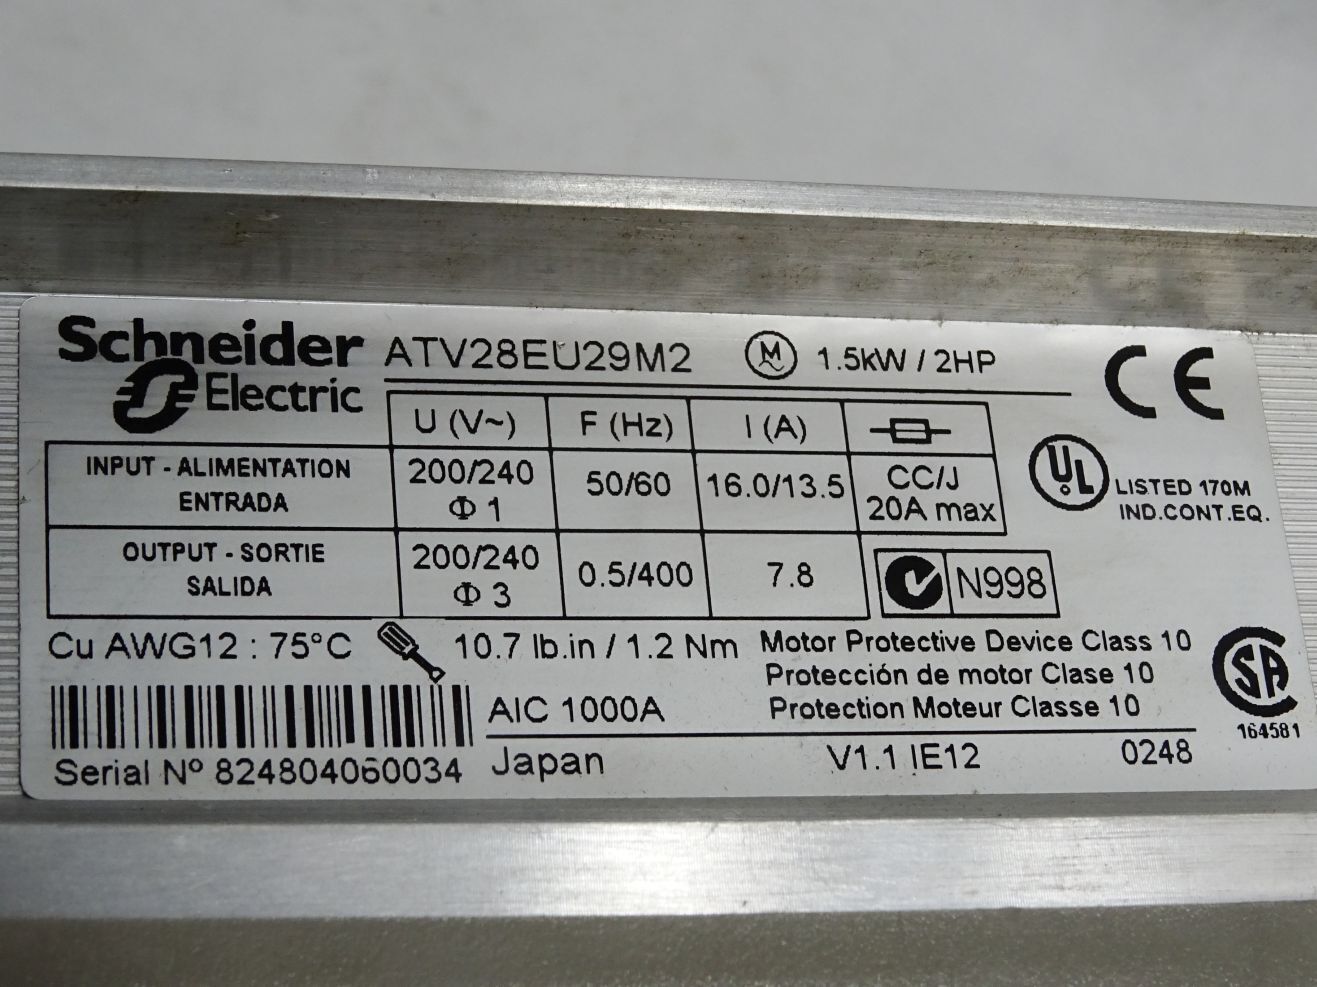 Schneider
Electric
ATV28EU29M2 M 1.5kW / 2HP
CE
U (V~) F (Hz) I (A)
INPUT - ALIMENTATION
ENTRADA
200/240
Φ 1
50/60
16.0/13.5
CC/J
20A max
UL
LISTED 170M
IND.CONT.EQ.
OUTPUT - SORTIE
SALIDA
200/240
Φ 3
0.5/400
7.8
N998
Cu AWG12 : 75°C 10.7 lb.in / 1.2 Nm
Motor Protective Device Class 10
Protección de motor Clase 10
Protection Moteur Classe 10
SA
164581
AIC 1000A
Serial Nº 824804060034
Japan V1.1 IE12 0248